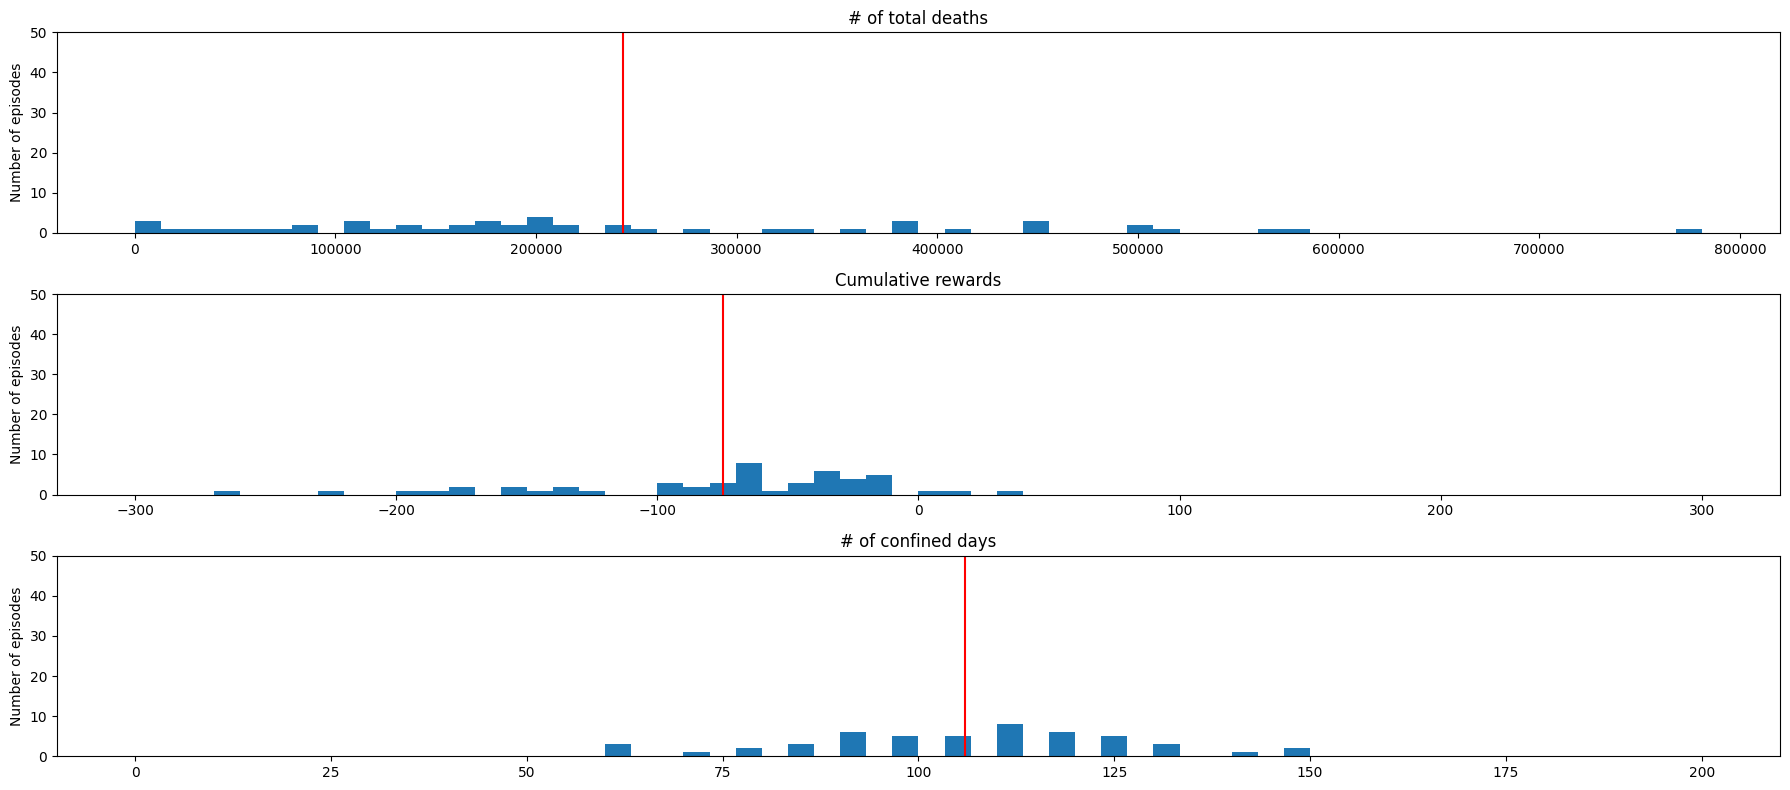 # of total deaths
Number of episodes
50
40
30
20
10
0
0 100000 200000 300000 400000 500000 600000 700000 800000
Cumulative rewards
Number of episodes
50
40
30
20
10
0
−300 −200 −100 0 100 200 300
# of confined days
Number of episodes
50
40
30
20
10
0
0 25 50 75 100 125 150 175 200